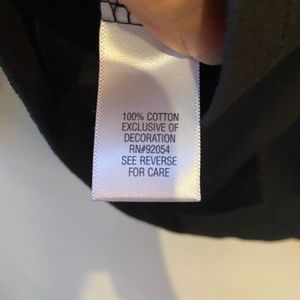 100% COTTON
EXCLUSIVE OF
DECORATION
RN#92054
SEE REVERSE
FOR CARE